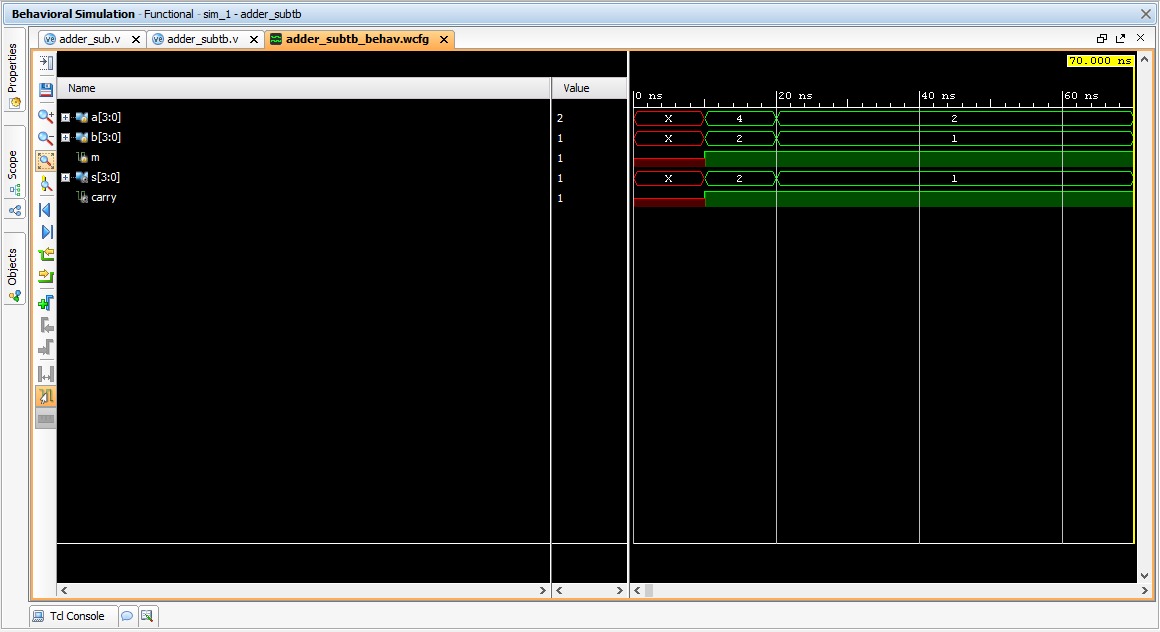 Behavioral Simulation - Functional - sim_1 - adder_subtb
adder_sub.v
adder_subtb.v
adder_subtb_behav.wcfg
Properties
Scope
Objects
70.000 ns
Name
Value
0 ns
20 ns
40 ns
60 ns
a[3:0]
2
X
4
2
b[3:0]
1
X
2
1
m
1
s[3:0]
1
X
2
1
carry
1
Tcl Console